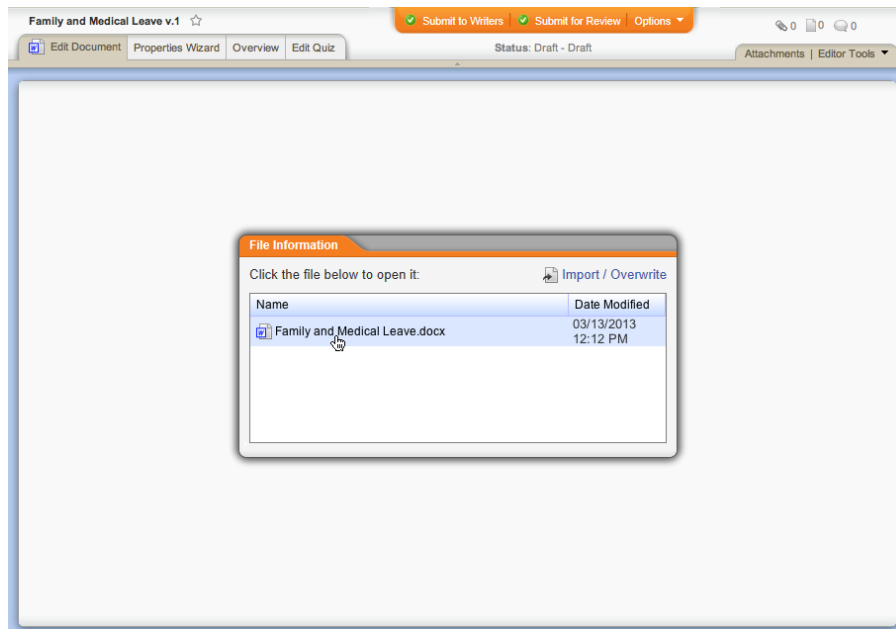 Family and Medical Leave v.1
Submit to Writers | Submit for Review | Options
0 0 0
Edit Document Properties Wizard Overview Edit Quiz
Status: Draft - Draft
Attachments | Editor Tools
File Information
Click the file below to open it:
Import / Overwrite
Name Date Modified
Family and Medical Leave.docx
03/13/2013
12:12 PM